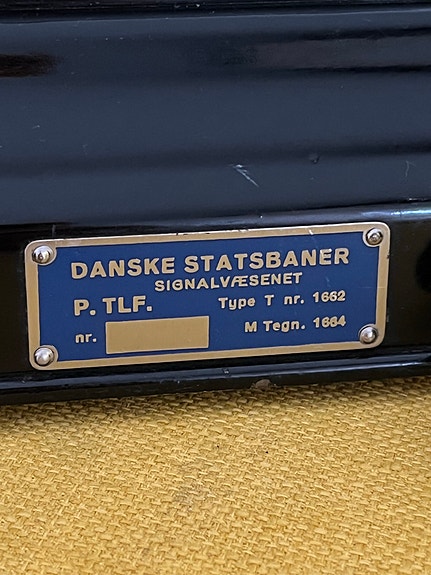 DANSKE STATSBANER
SIGNALVÆSENET
P. TLF. Type T nr. 1662
nr. M Tegn. 1664